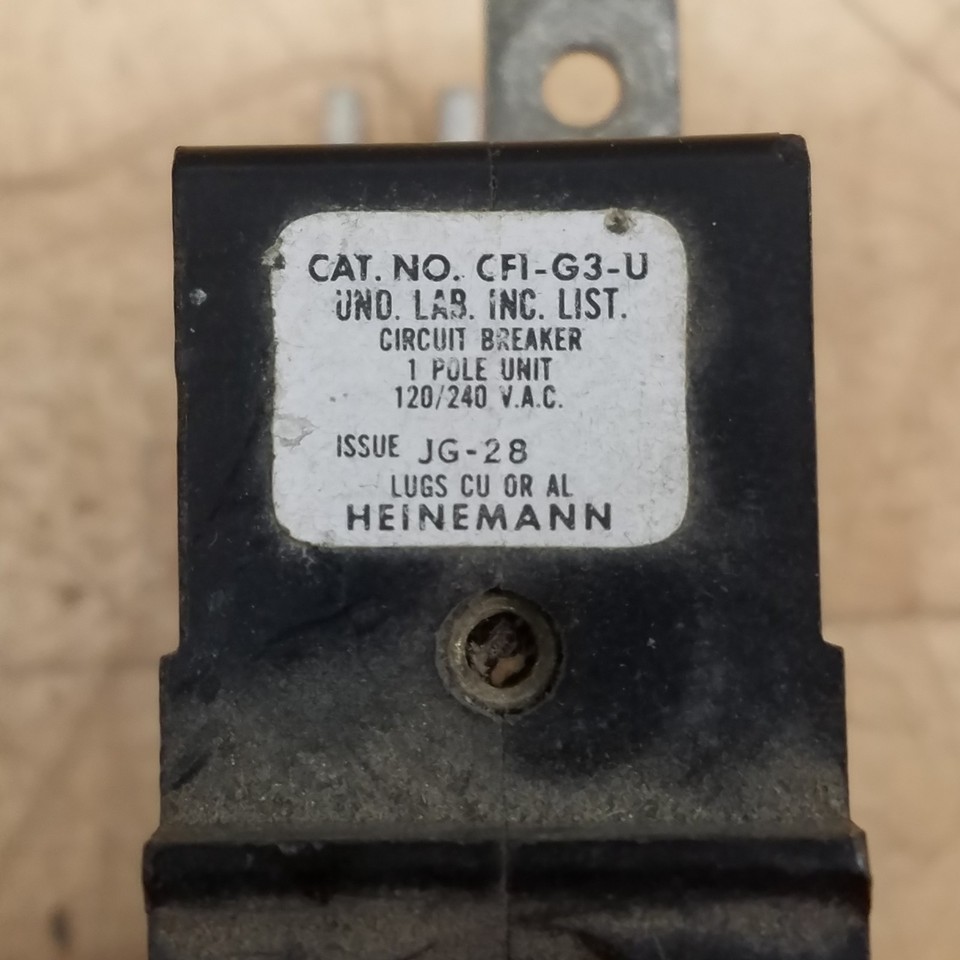 CAT. NO. CF1-G3-U
UND. LAB. INC. LIST.
CIRCUIT BREAKER
1 POLE UNIT
120/240 V.A.C.
ISSUE JG-28
LUGS CU OR AL
HEINEMANN